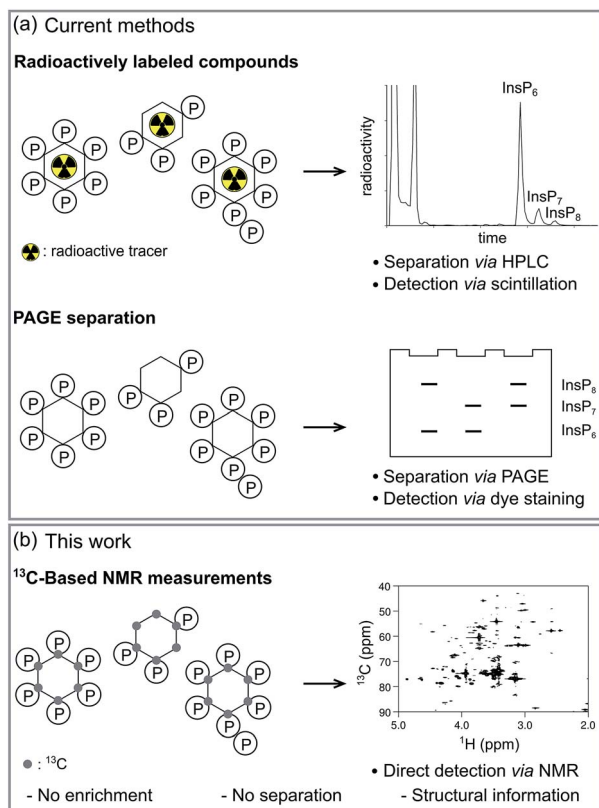 (a) Current methods
Radioactively labeled compounds
P P P P P P
P P P
P P P P P P P
: radioactive tracer
radioactivity
time
InsP₆
InsP₇
InsP₈
• Separation via HPLC
• Detection via scintillation
PAGE separation
P P P P P P
P P P
P P P P P P P
InsP₈
InsP₇
InsP₆
• Separation via PAGE
• Detection via dye staining
(b) This work
¹³C-Based NMR measurements
P P P P P P
P P P
P P P P P P P
: ¹³C
¹³C (ppm)
40
50
60
70
80
90
5.0 4.0 3.0 2.0
¹H (ppm)
• Direct detection via NMR
- No enrichment - No separation - Structural information